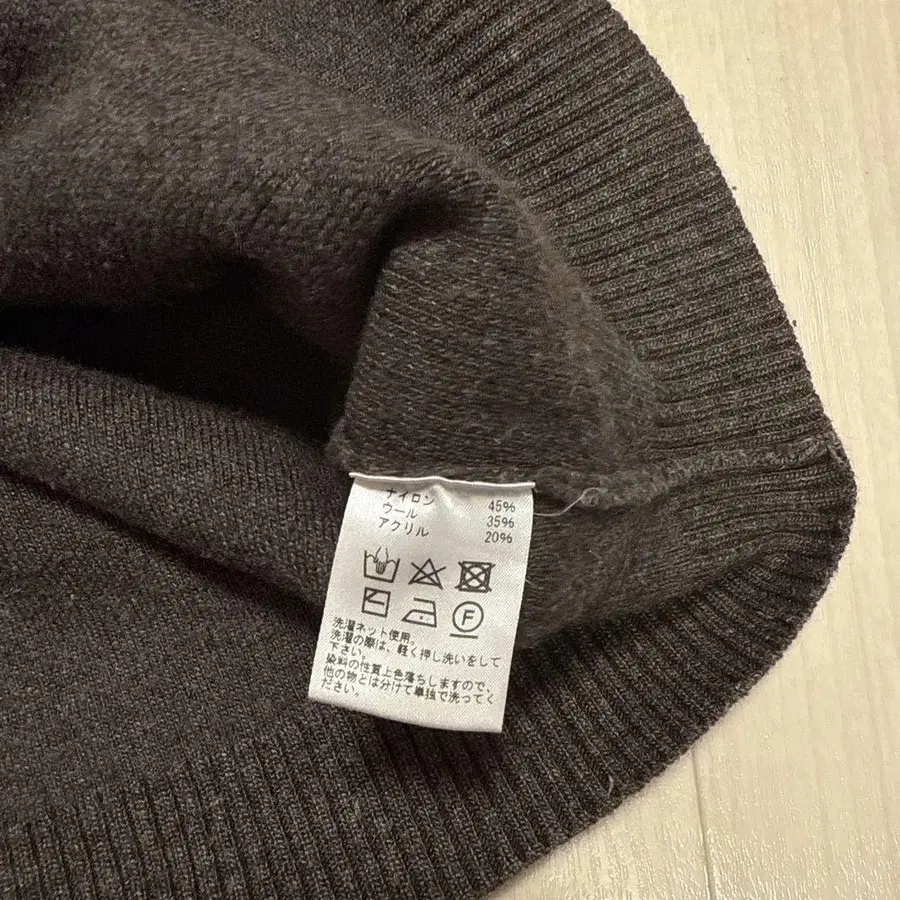 ナイロン 45%
ウール 35%
アクリル 20%
F
洗濯ネット使用。
洗濯の際は、軽く押し洗いをして
下さい。
染料の性質上色落ちしますので、
他の物とは分けて単独で洗ってく
ださい。